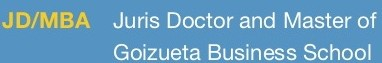 JD/MBA Juris Doctor and Master of
Goizueta Business School